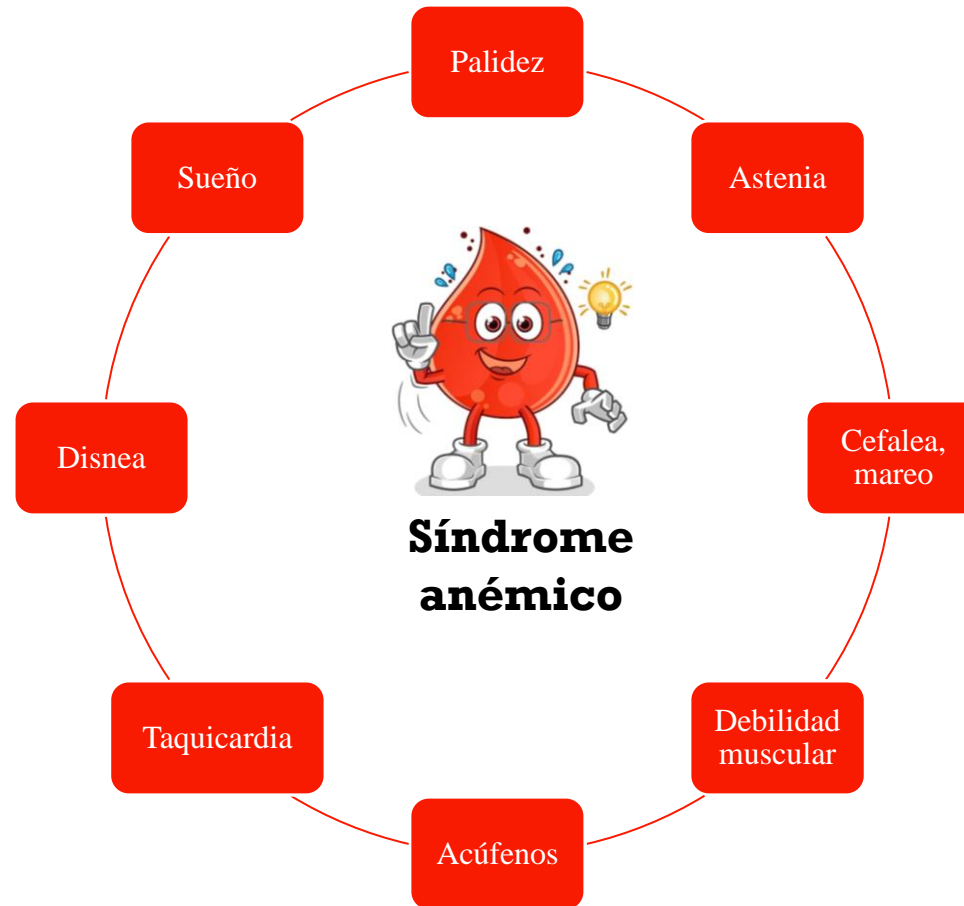 Palidez
Astenia
Cefalea,
mareo
Debilidad
muscular
Acúfenos
Taquicardia
Disnea
Sueño
Síndrome
anémico